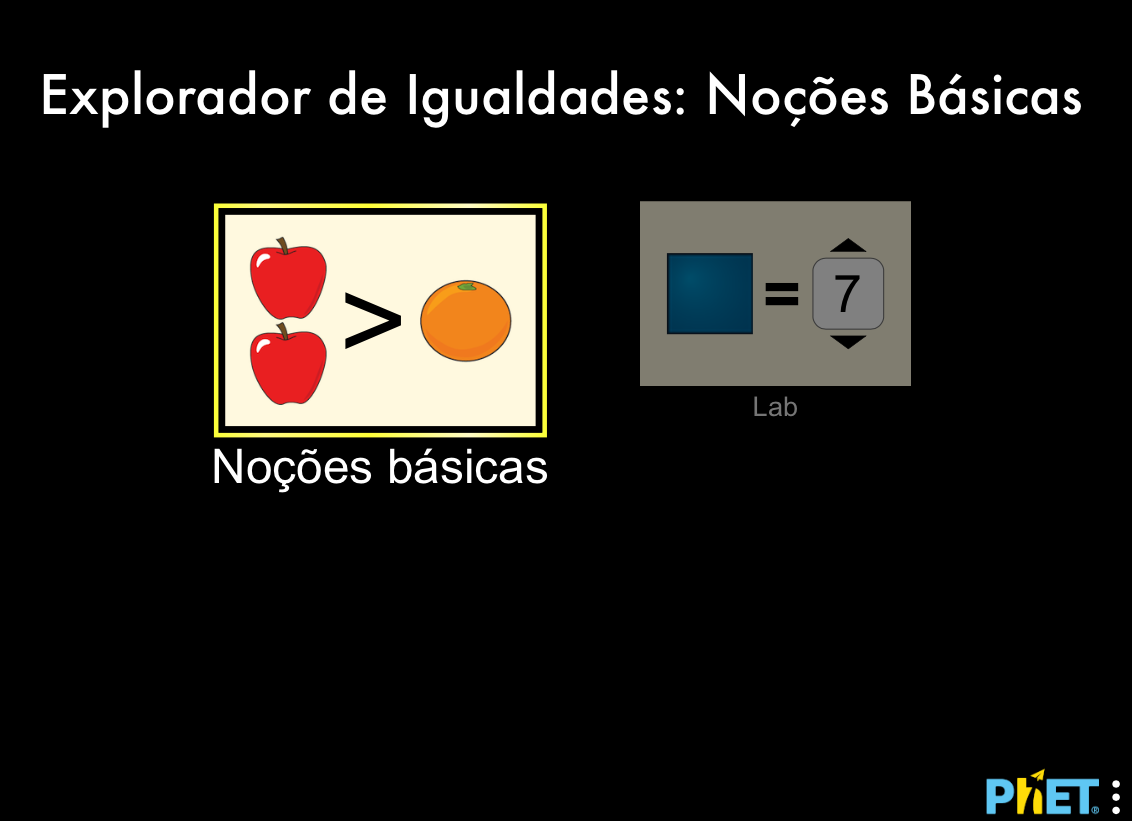 Explorador de Igualdades: Noções Básicas
>
= 7
Noções básicas
Lab
PhET®